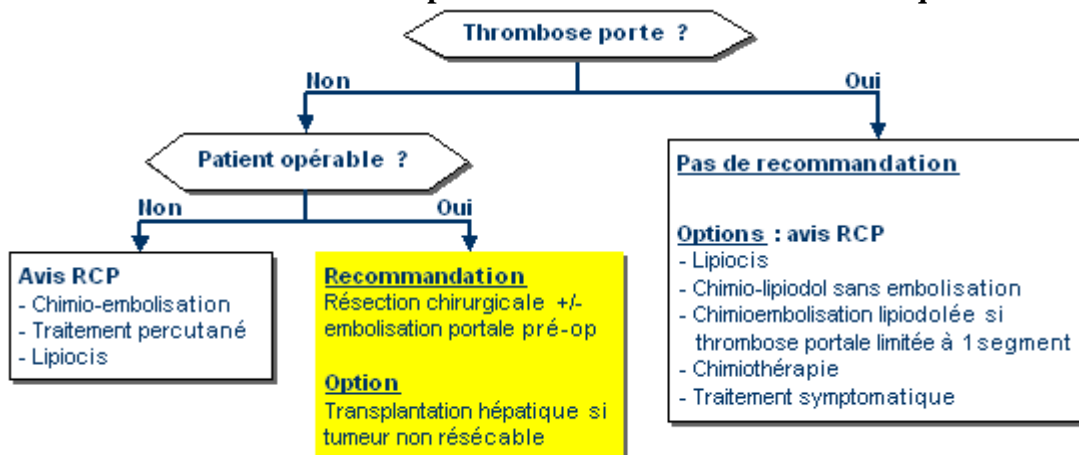 Thrombose porte ?
Non
Oui
Patient opérable ?
Non
Oui
Avis RCP
- Chimio-embolisation
- Traitement percutané
- Lipiocis
Recommandation
Résection chirurgicale +/-
embolisation portale pré-op
Option
Transplantation hépatique si
tumeur non résécable
Pas de recommandation
Options : avis RCP
- Lipiocis
- Chimio-lipiodol sans embolisation
- Chimioembolisation lipiodolée si
thrombose portale limitée à 1 segment
- Chimiothérapie
- Traitement symptomatique